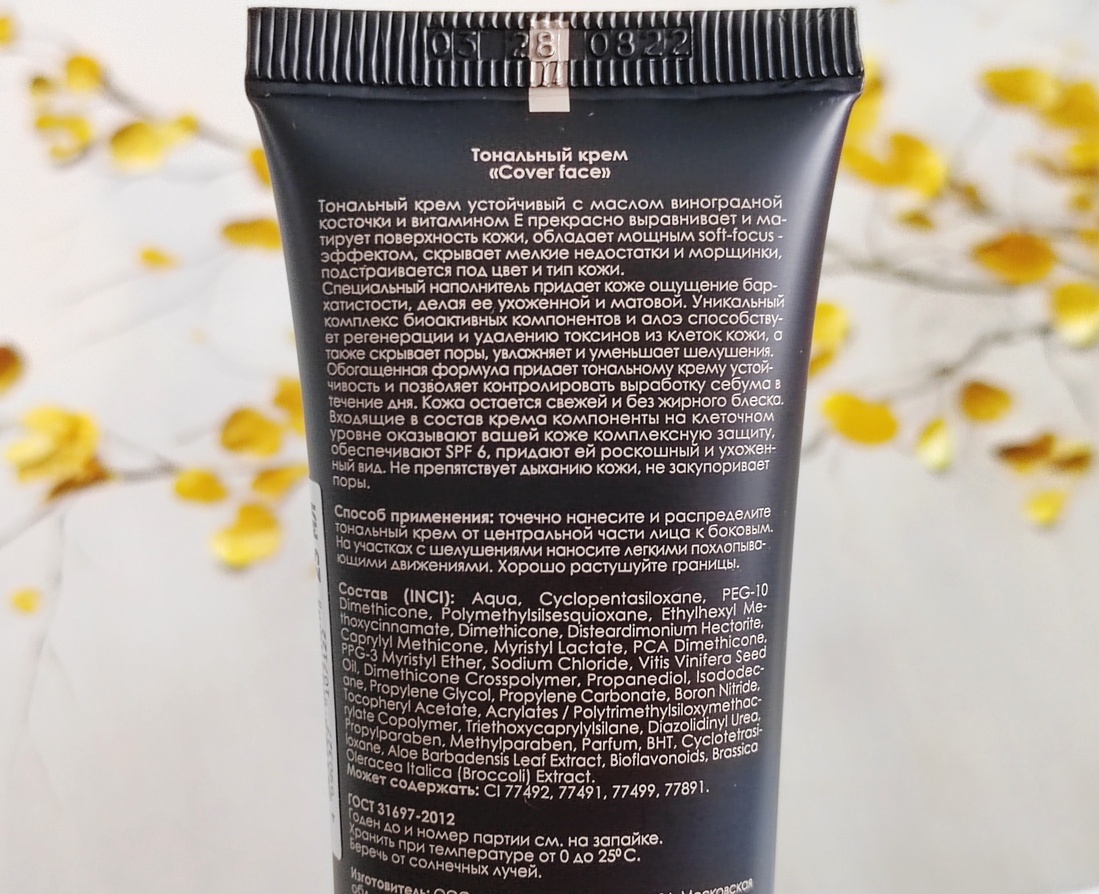 03 28 0822
Тональный крем
«Cover face»
Тональный крем устойчивый с маслом виноградной
косточки и витамином Е прекрасно выравнивает и ма-
тирует поверхность кожи, обладает мощным soft-focus -
эффектом, скрывает мелкие недостатки и морщинки,
подстраивается под цвет и тип кожи.
Специальный наполнитель придает коже ощущение бар-
хатистости, делая ее ухоженной и матовой. Уникальный
комплекс биоактивных компонентов и алоэ способству-
ет регенерации и удалению токсинов из клеток кожи, а
также скрывает поры, увлажняет и уменьшает шелушения.
Обогащенная формула придает тональному крему устой-
чивость и позволяет контролировать выработку себума в
течение дня. Кожа остается свежей и без жирного блеска.
Входящие в состав крема компоненты на клеточном
уровне оказывают вашей коже комплексную защиту,
обеспечивают SPF 6, придают ей роскошный и ухожен-
ный вид. Не препятствует дыханию кожи, не закупоривает
поры.
Способ применения: точечно нанесите и распределите
тональный крем от центральной части лица к боковым.
На участках с шелушениями наносите легкими похлопыва-
ющими движениями. Хорошо растушуйте границы.
Состав (INCI): Aqua, Cyclopentasiloxane, PEG-10
Dimethicone, Polymethylsilsesquioxane, Ethylhexyl Me-
thoxycinnamate, Dimethicone, Disteardimonium Hectorite,
Caprylyl Methicone, Myristyl Lactate, PCA Dimethicone,
PPG-3 Myristyl Ether, Sodium Chloride, Vitis Vinifera Seed
Oil, Dimethicone Crosspolymer, Propanediol, Isododec-
ane, Propylene Glycol, Propylene Carbonate, Boron Nitride,
Tocopheryl Acetate, Acrylates / Polytrimethylsiloxymethac-
rylate Copolymer, Triethoxycaprylylsilane, Diazolidinyl Urea,
Propylparaben, Methylparaben, Parfum, BHT, Cyclotetrasi-
loxane, Aloe Barbadensis Leaf Extract, Bioflavonoids, Brassica
Oleracea Italica (Broccoli) Extract.
Может содержать: CI 77492, 77491, 77499, 77891.
ГОСТ 31697-2012
Годен до и номер партии см. на запайке.
Хранить при температуре от 0 до 25⁰ С.
Беречь от солнечных лучей.
Изготовитель: ООО Московская